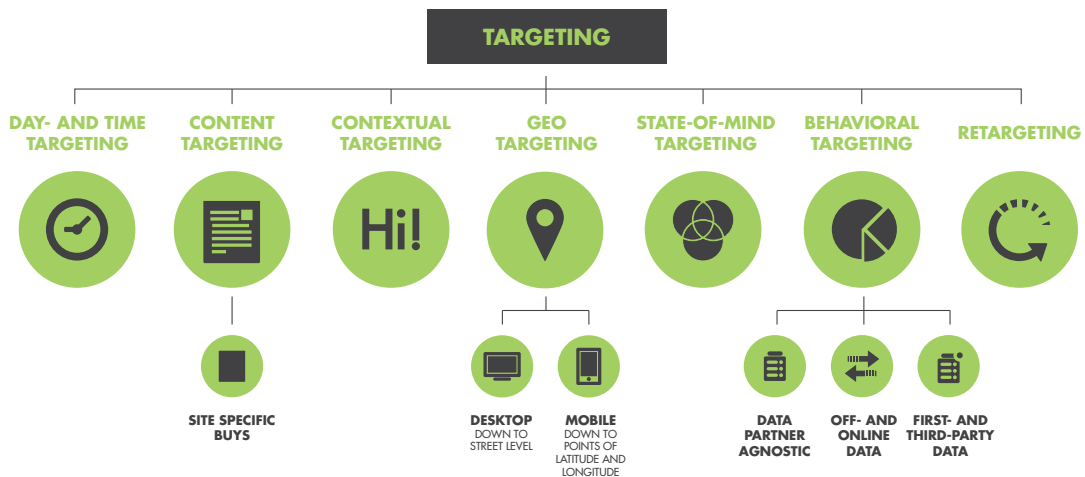 TARGETING
DAY- AND TIME
TARGETING
CONTENT
TARGETING
CONTEXTUAL
TARGETING
GEO
TARGETING
STATE-OF-MIND
TARGETING
BEHAVIORAL
TARGETING
RETARGETING
Hi!
SITE SPECIFIC
BUYS
DESKTOP
DOWN TO
STREET LEVEL
MOBILE
DOWN TO
POINTS OF
LATITUDE AND
LONGITUDE
DATA
PARTNER
AGNOSTIC
OFF- AND
ONLINE
DATA
FIRST- AND
THIRD-PARTY
DATA